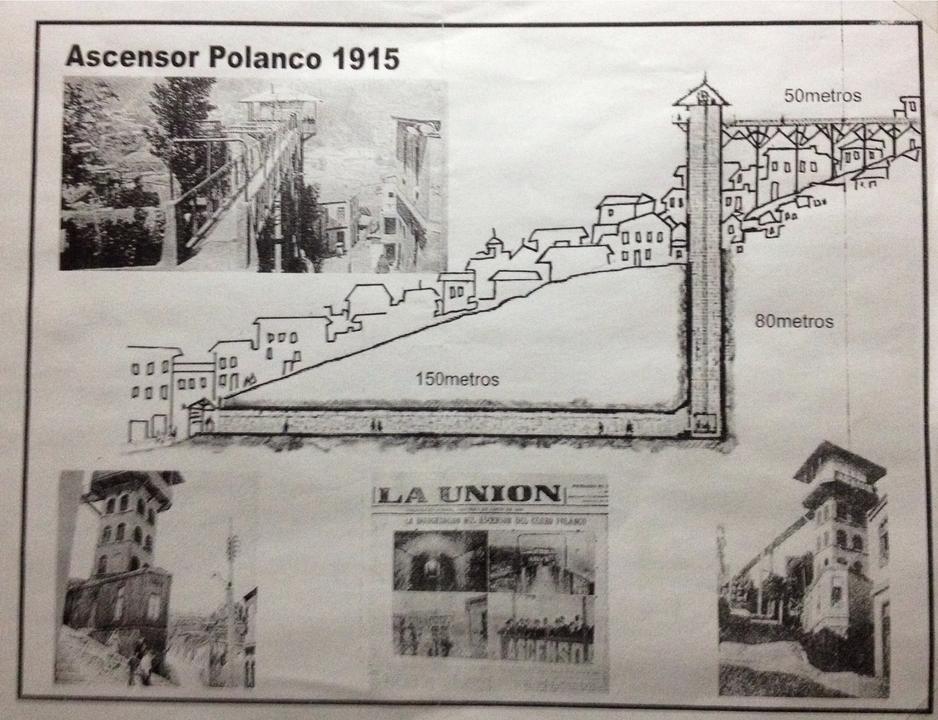 Ascensor Polanco 1915
50metros
80metros
150metros
LA UNION
LA INAUGURACION DEL ASCENSOR DEL CERRO POLANCO
ASCENSO